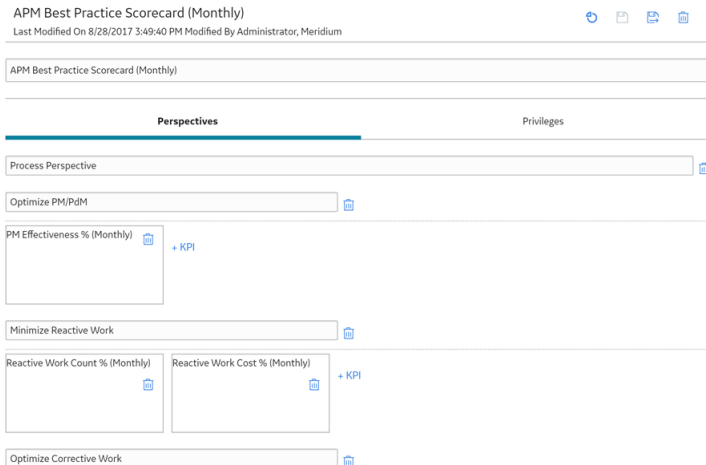 APM Best Practice Scorecard (Monthly)
Last Modified On 8/28/2017 3:49:40 PM Modified By Administrator, Meridium
APM Best Practice Scorecard (Monthly)
Perspectives Privileges
Process Perspective
Optimize PM/PdM
PM Effectiveness % (Monthly)
+ KPI
Minimize Reactive Work
Reactive Work Count % (Monthly) Reactive Work Cost % (Monthly)
+ KPI
Optimize Corrective Work